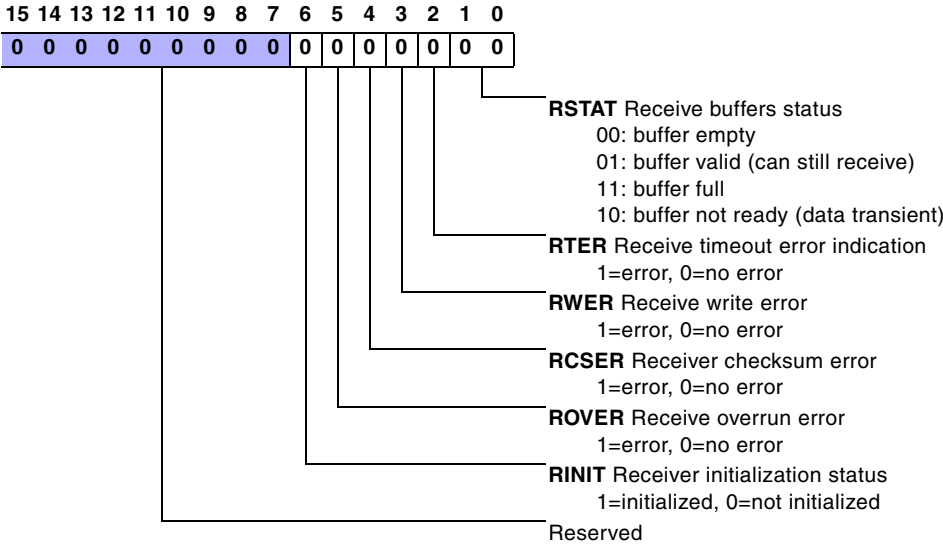 15 14 13 12 11 10 9 8 7 6 5 4 3 2 1 0
0 0 0 0 0 0 0 0 0 0 0 0 0 0 0 0
RSTAT Receive buffers status
00: buffer empty
01: buffer valid (can still receive)
11: buffer full
10: buffer not ready (data transient)
RTER Receive timeout error indication
1=error, 0=no error
RWER Receive write error
1=error, 0=no error
RCSER Receiver checksum error
1=error, 0=no error
ROVER Receive overrun error
1=error, 0=no error
RINIT Receiver initialization status
1=initialized, 0=not initialized
Reserved